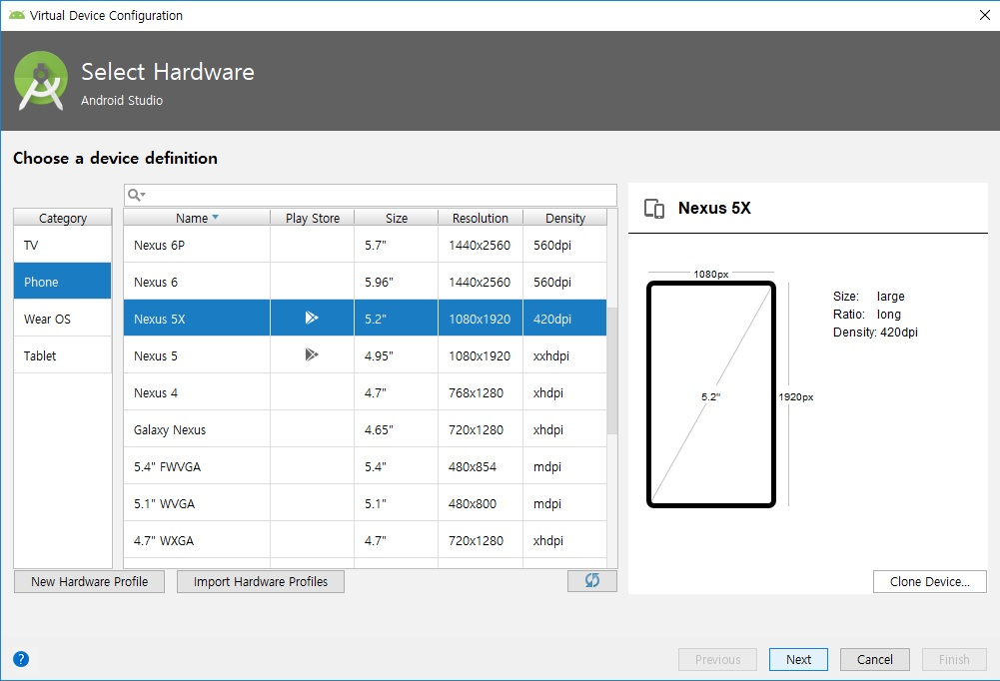 Virtual Device Configuration
Select Hardware
Android Studio
Choose a device definition
Category
TV
Phone
Wear OS
Tablet
Name Play Store Size Resolution Density
Nexus 6P 5.7" 1440x2560 560dpi
Nexus 6 5.96" 1440x2560 560dpi
Nexus 5X 5.2" 1080x1920 420dpi
Nexus 5 4.95" 1080x1920 xxhdpi
Nexus 4 4.7" 768x1280 xhdpi
Galaxy Nexus 4.65" 720x1280 xhdpi
5.4" FWVGA 5.4" 480x854 mdpi
5.1" WVGA 5.1" 480x800 mdpi
4.7" WXGA 4.7" 720x1280 xhdpi
New Hardware Profile
Import Hardware Profiles
Nexus 5X
1080px
5.2"
1920px
Size: large
Ratio: long
Density: 420dpi
Clone Device...
?
Previous
Next
Cancel
Finish